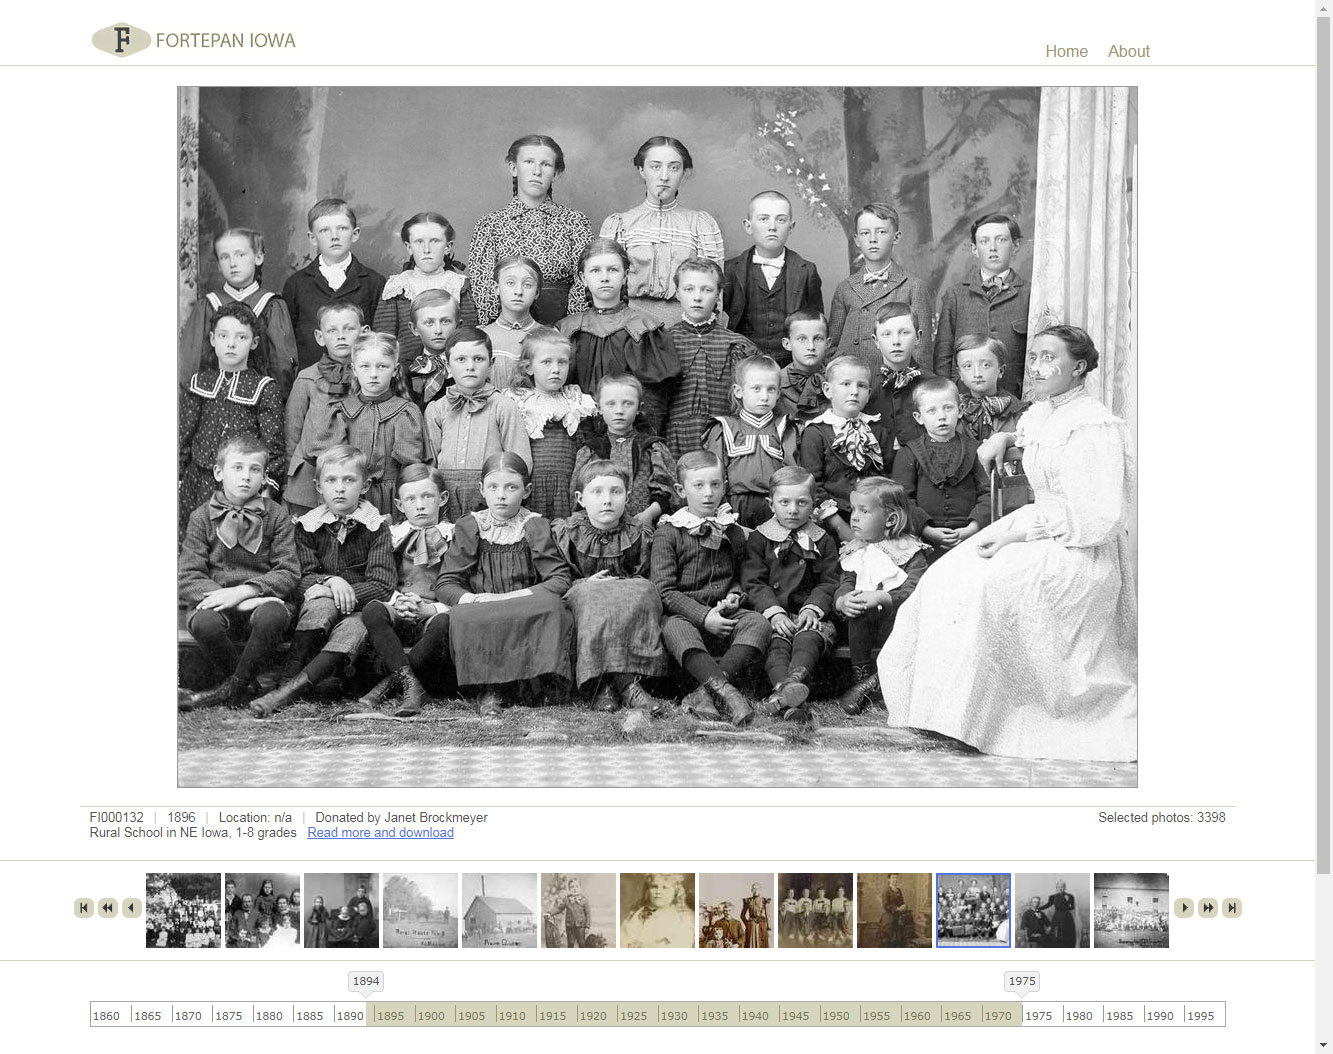 F FORTEPAN IOWA
Home About
FI000132 | 1896 | Location: n/a | Donated by Janet Brockmeyer
Selected photos: 3398
Rural School in NE Iowa, 1-8 grades Read more and download
1894 1975
1860 1865 1870 1875 1880 1885 1890 1895 1900 1905 1910 1915 1920 1925 1930 1935 1940 1945 1950 1955 1960 1965 1970 1975 1980 1985 1990 1995